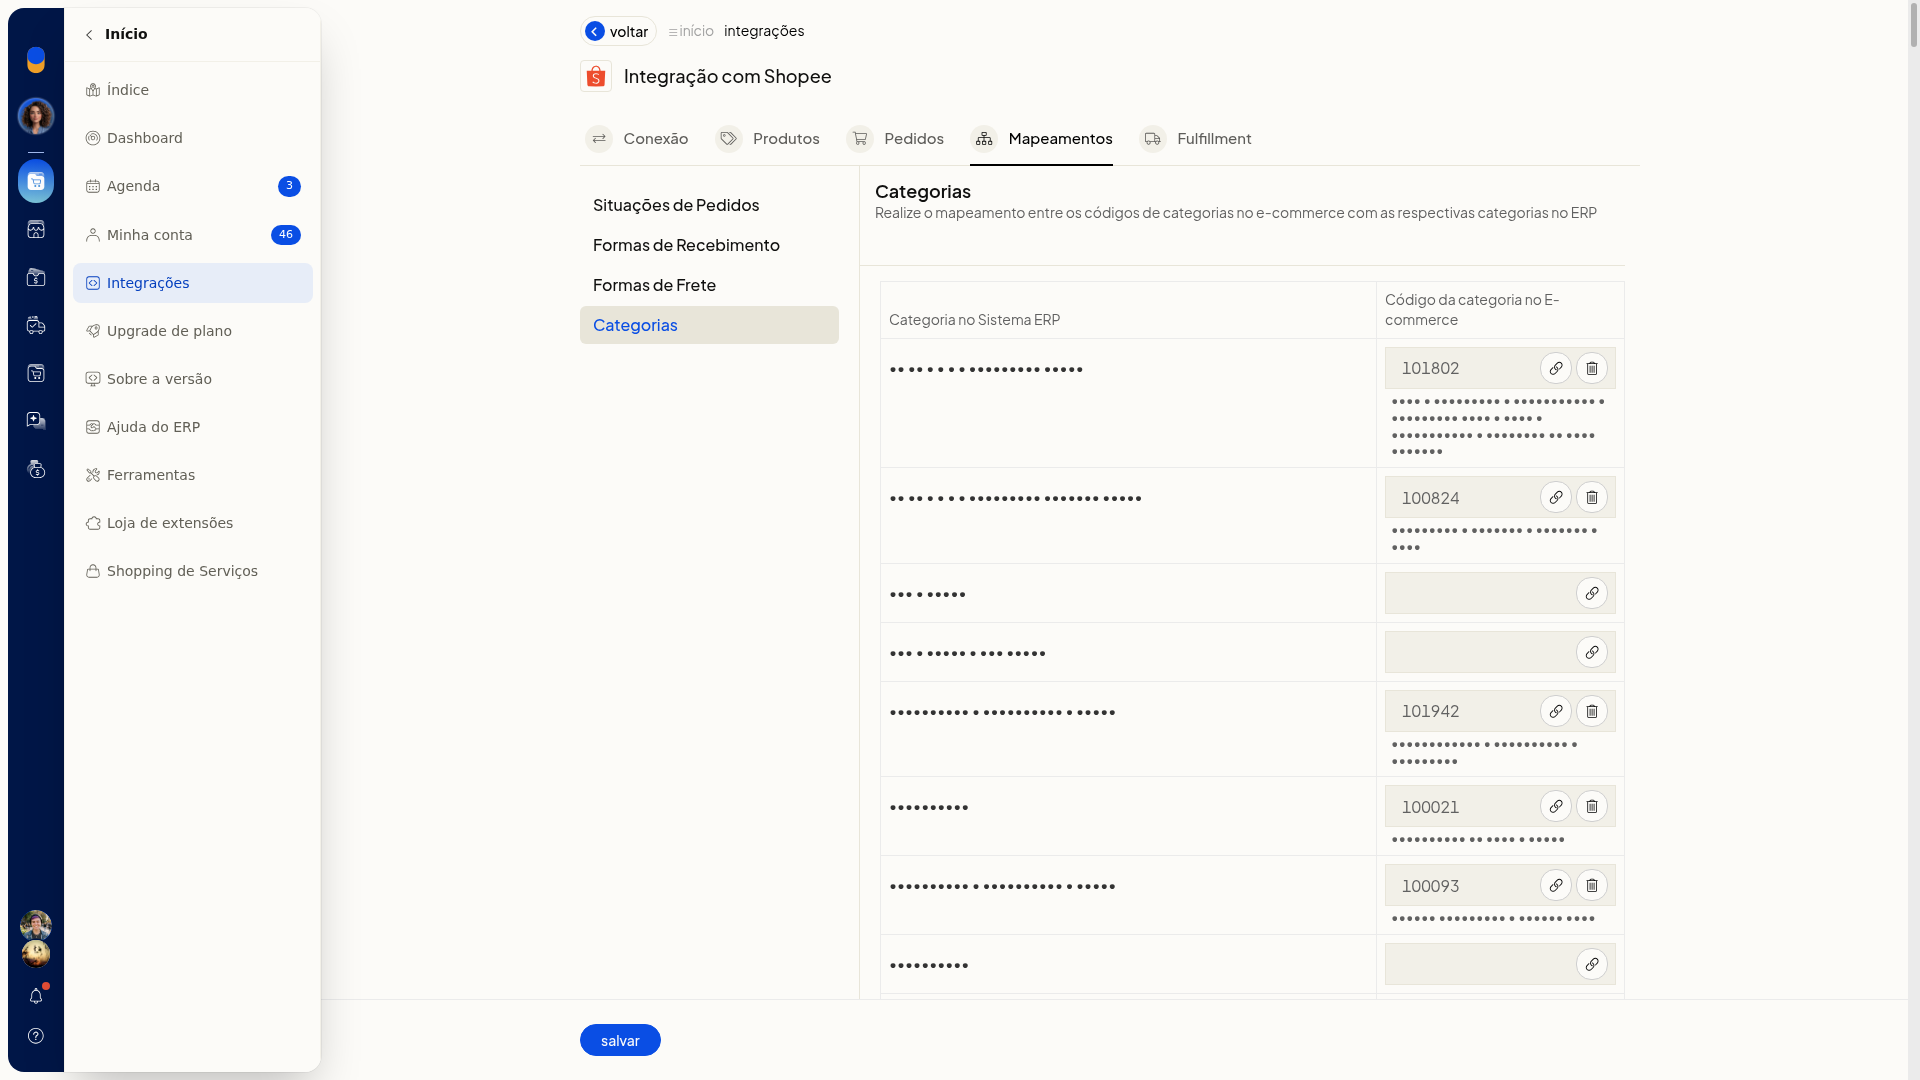 Início
Índice
Dashboard
Agenda
3
Minha conta
46
Integrações
Upgrade de plano
Sobre a versão
Ajuda do ERP
Ferramentas
Loja de extensões
Shopping de Serviços
voltar
início
integrações
Integração com Shopee
Conexão
Produtos
Pedidos
Mapeamentos
Fulfillment
Situações de Pedidos
Formas de Recebimento
Formas de Frete
Categorias
Categorias
Realize o mapeamento entre os códigos de categorias no e-commerce com as respectivas categorias no ERP
Categoria no Sistema ERP
Código da categoria no E-
commerce
101802
100824
101942
100021
100093
salvar